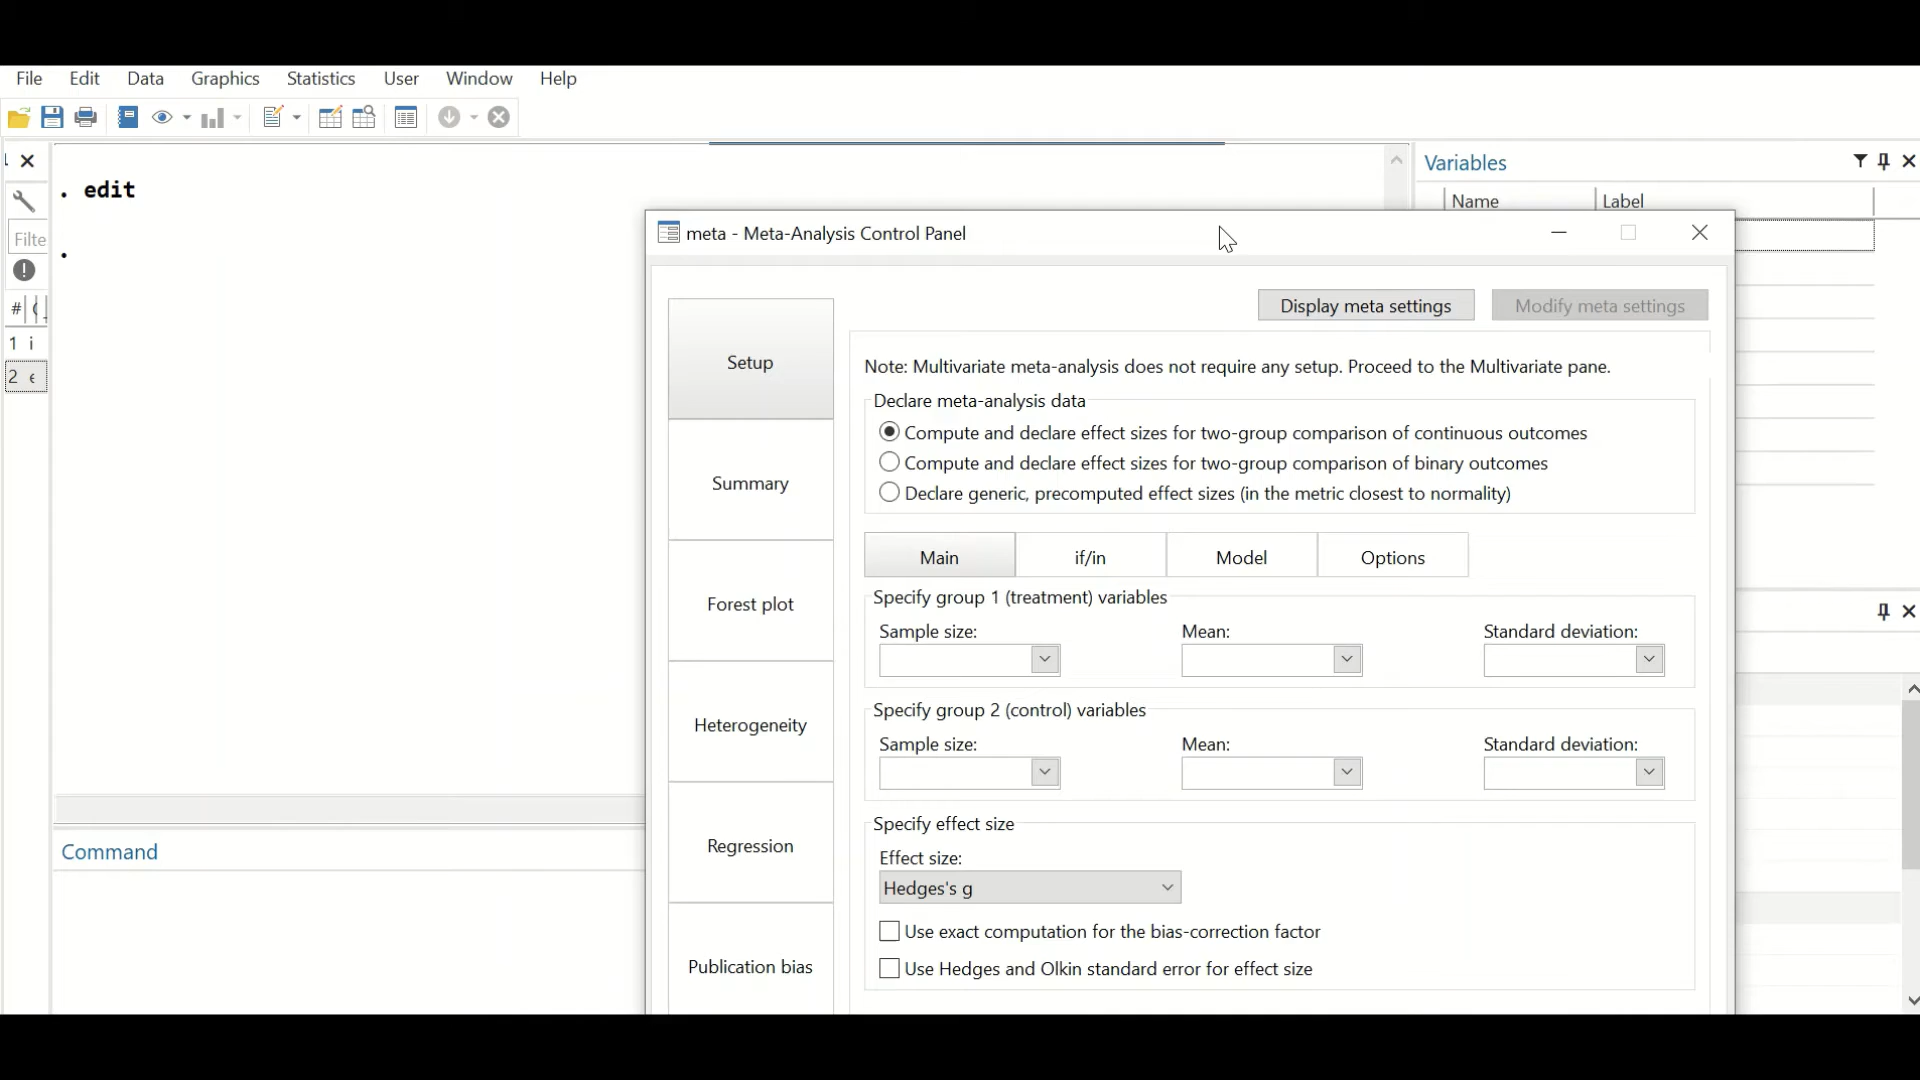 File Edit Data Graphics Statistics User Window Help
. edit
.
Variables
Name Label
Filte
#
1 i
2
Command
meta - Meta-Analysis Control Panel
Display meta settings Modify meta settings
Setup
Summary
Forest plot
Heterogeneity
Regression
Publication bias
Note: Multivariate meta-analysis does not require any setup. Proceed to the Multivariate pane.
Declare meta-analysis data
Compute and declare effect sizes for two-group comparison of continuous outcomes
Compute and declare effect sizes for two-group comparison of binary outcomes
Declare generic, precomputed effect sizes (in the metric closest to normality)
Main if/in Model Options
Specify group 1 (treatment) variables
Sample size: Mean: Standard deviation:
Specify group 2 (control) variables
Sample size: Mean: Standard deviation:
Specify effect size
Effect size:
Hedges's g
Use exact computation for the bias-correction factor
Use Hedges and Olkin standard error for effect size